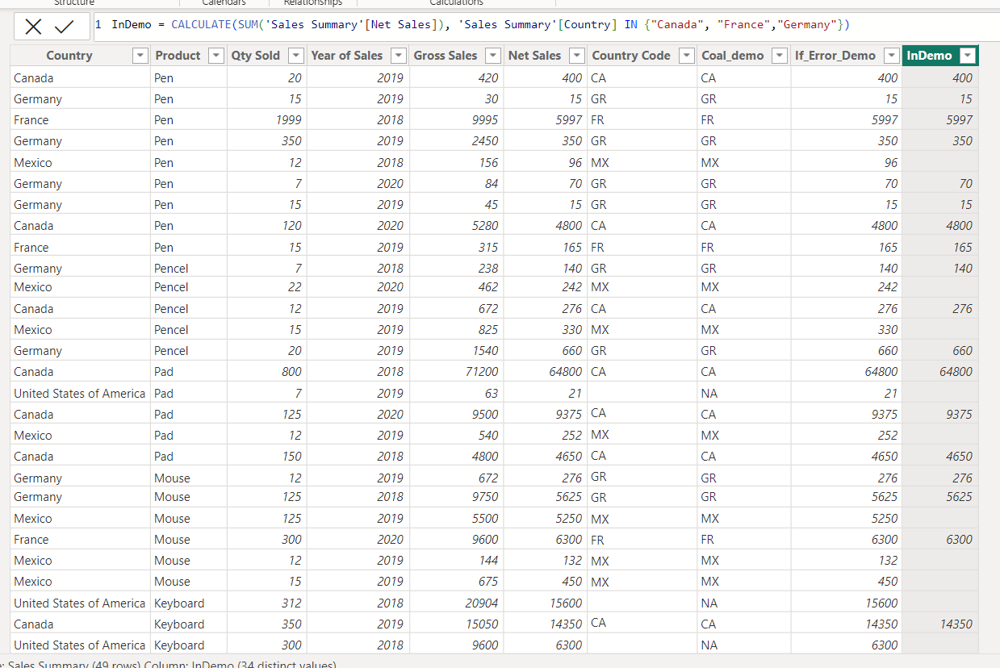 Structure Calendars Relationships Calculations
1 InDemo = CALCULATE(SUM('Sales Summary'[Net Sales]), 'Sales Summary'[Country] IN {"Canada", "France","Germany"})
Country Product Qty Sold Year of Sales Gross Sales Net Sales Country Code Coal_demo If_Error_Demo InDemo
Canada Pen 20 2019 420 400 CA CA 400 400
Germany Pen 15 2019 30 15 GR GR 15 15
France Pen 1999 2018 9995 5997 FR FR 5997 5997
Germany Pen 350 2019 2450 350 GR GR 350 350
Mexico Pen 12 2018 156 96 MX MX 96
Germany Pen 7 2020 84 70 GR GR 70 70
Germany Pen 15 2019 45 15 GR GR 15 15
Canada Pen 120 2020 5280 4800 CA CA 4800 4800
France Pen 15 2019 315 165 FR FR 165 165
Germany Pencel 7 2018 238 140 GR GR 140 140
Mexico Pencel 22 2020 462 242 MX MX 242
Canada Pencel 12 2019 672 276 CA CA 276 276
Mexico Pencel 15 2019 825 330 MX MX 330
Germany Pencel 20 2019 1540 660 GR GR 660 660
Canada Pad 800 2018 71200 64800 CA CA 64800 64800
United States of America Pad 7 2019 63 21 NA 21
Canada Pad 125 2020 9500 9375 CA CA 9375 9375
Mexico Pad 12 2019 540 252 MX MX 252
Canada Pad 150 2018 4800 4650 CA CA 4650 4650
Germany Mouse 12 2019 672 276 GR GR 276 276
Germany Mouse 125 2018 9750 5625 GR GR 5625 5625
Mexico Mouse 125 2019 5500 5250 MX MX 5250
France Mouse 300 2020 9600 6300 FR FR 6300 6300
Mexico Mouse 12 2019 144 132 MX MX 132
Mexico Mouse 15 2019 675 450 MX MX 450
United States of America Keyboard 312 2018 20904 15600 NA 15600
Canada Keyboard 350 2019 15050 14350 CA CA 14350 14350
United States of America Keyboard 300 2018 9600 6300 NA 6300
e: Sales Summary (49 rows) Column: InDemo (34 distinct values)